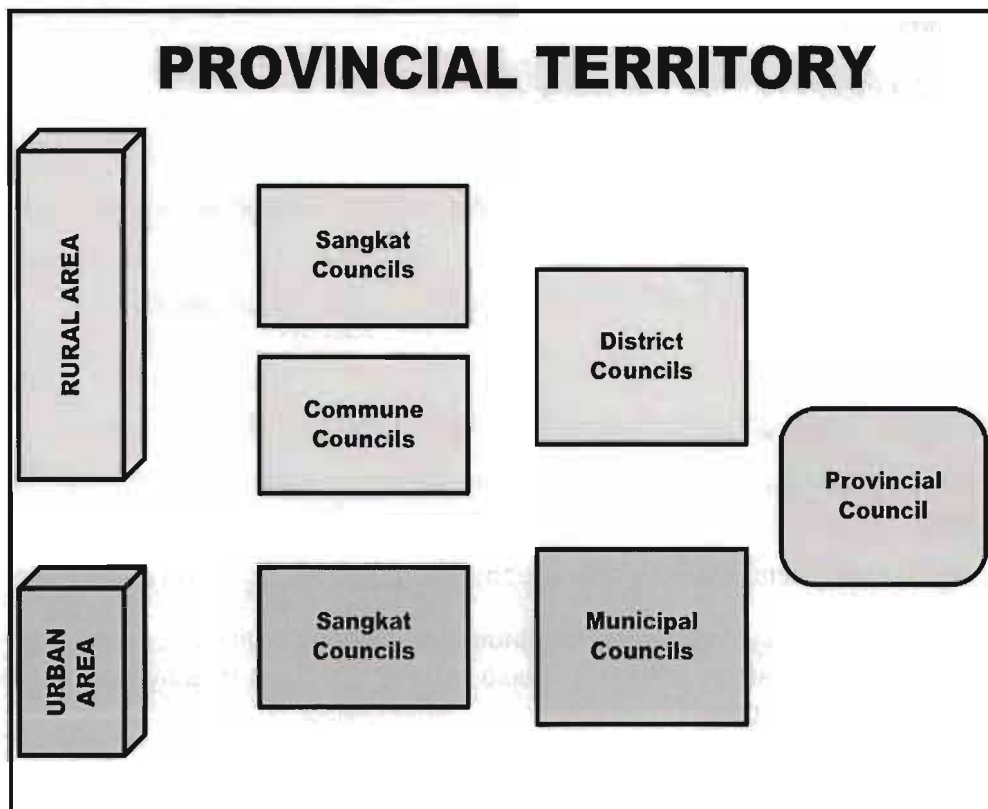 PROVINCIAL TERRITORY
RURAL AREA
Sangkat
Councils
Commune
Councils
District
Councils
Provincial
Council
URBAN
AREA
Sangkat
Councils
Municipal
Councils